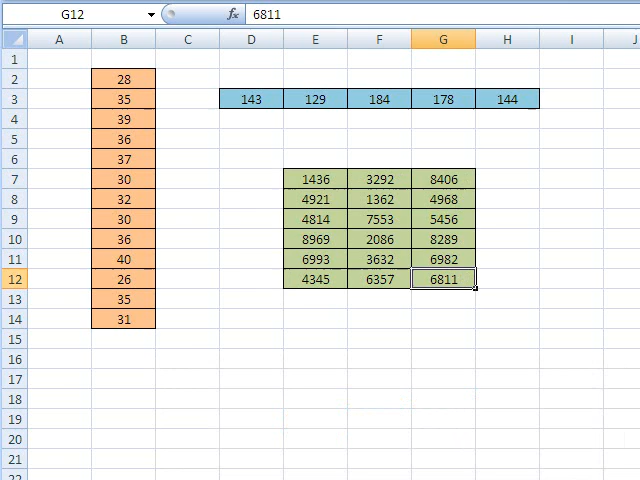 G12 fx 6811
A B C D E F G H I J
1
2 28
3 35 143 129 184 178 144
4 39
5 36
6 37
7 30 1436 3292 8406
8 32 4921 1362 4968
9 30 4814 7553 5456
10 36 8969 2086 8289
11 40 6993 3632 6982
12 26 4345 6357 6811
13 35
14 31
15
16
17
18
19
20
21
22